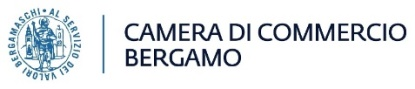 BERGAMASCHI • AL SERVIZIO DEI VALORI
CAMERA DI COMMERCIO
BERGAMO